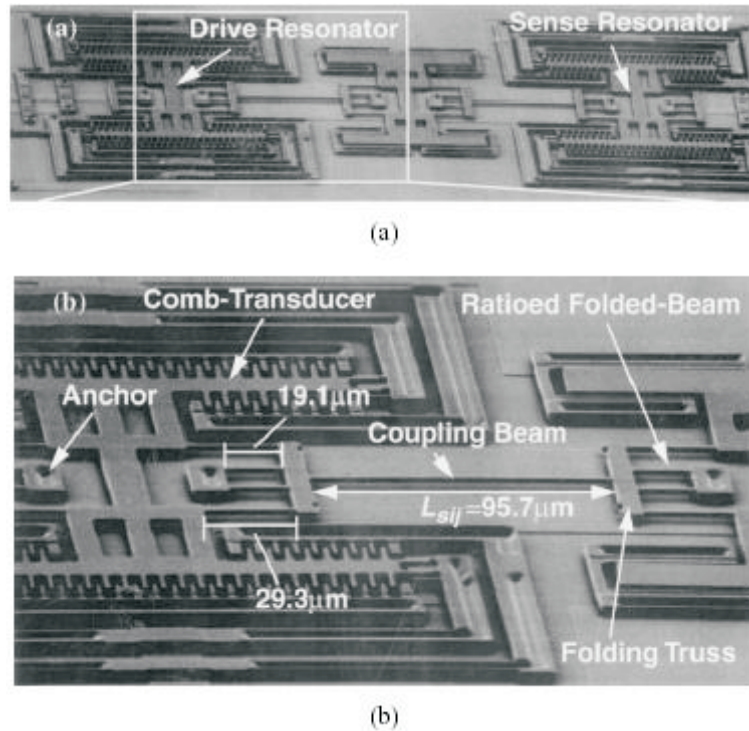 (a)
Drive Resonator
Sense Resonator
(a)
(b)
Comb-Transducer
Ratioed Folded-Beam
Anchor
19.1μm
Coupling Beam
Lsij=95.7μm
29.3μm
Folding Truss
(b)